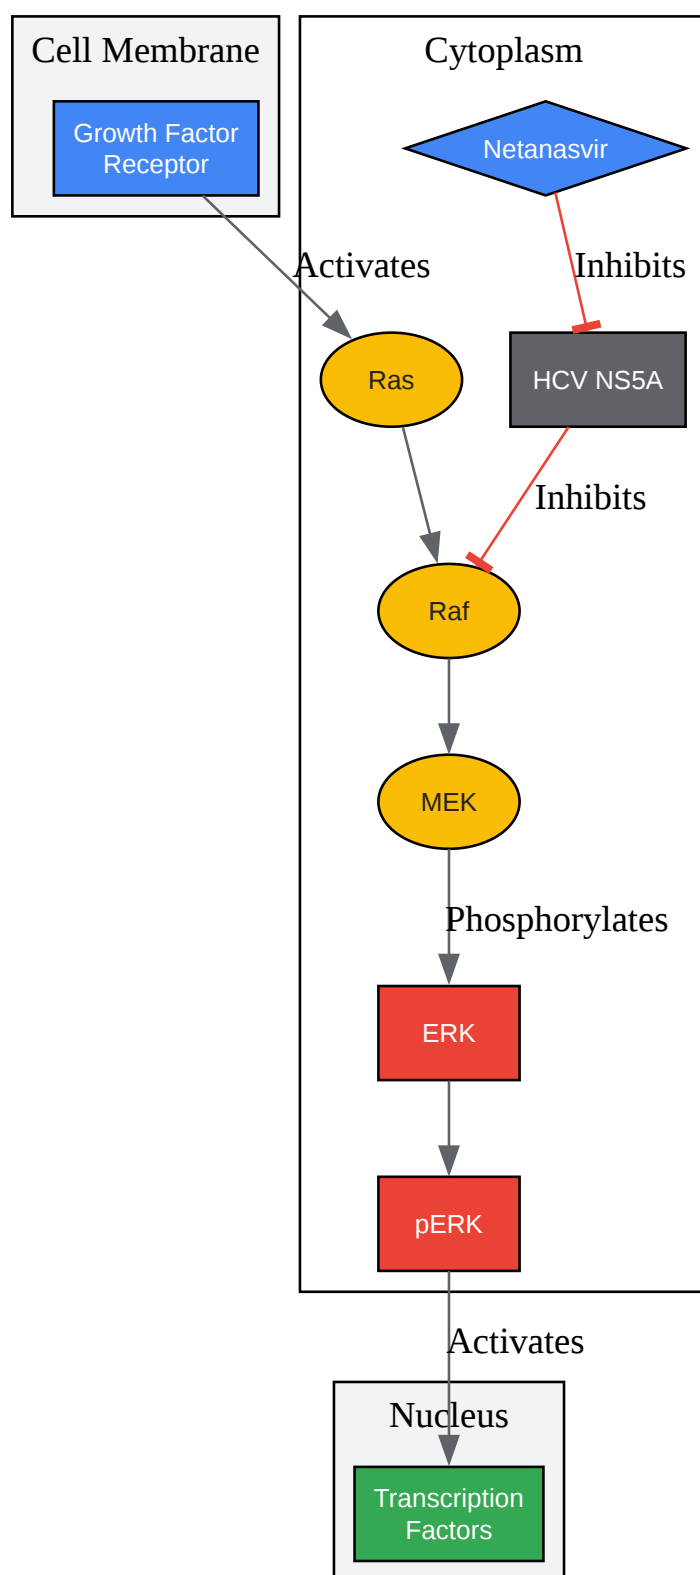 Cell Membrane
Cytoplasm
Growth Factor
Receptor
Netanasvir
Activates
Inhibits
Ras
HCV NS5A
Inhibits
Raf
MEK
Phosphorylates
ERK
pERK
Activates
Nucleus
Transcription
Factors